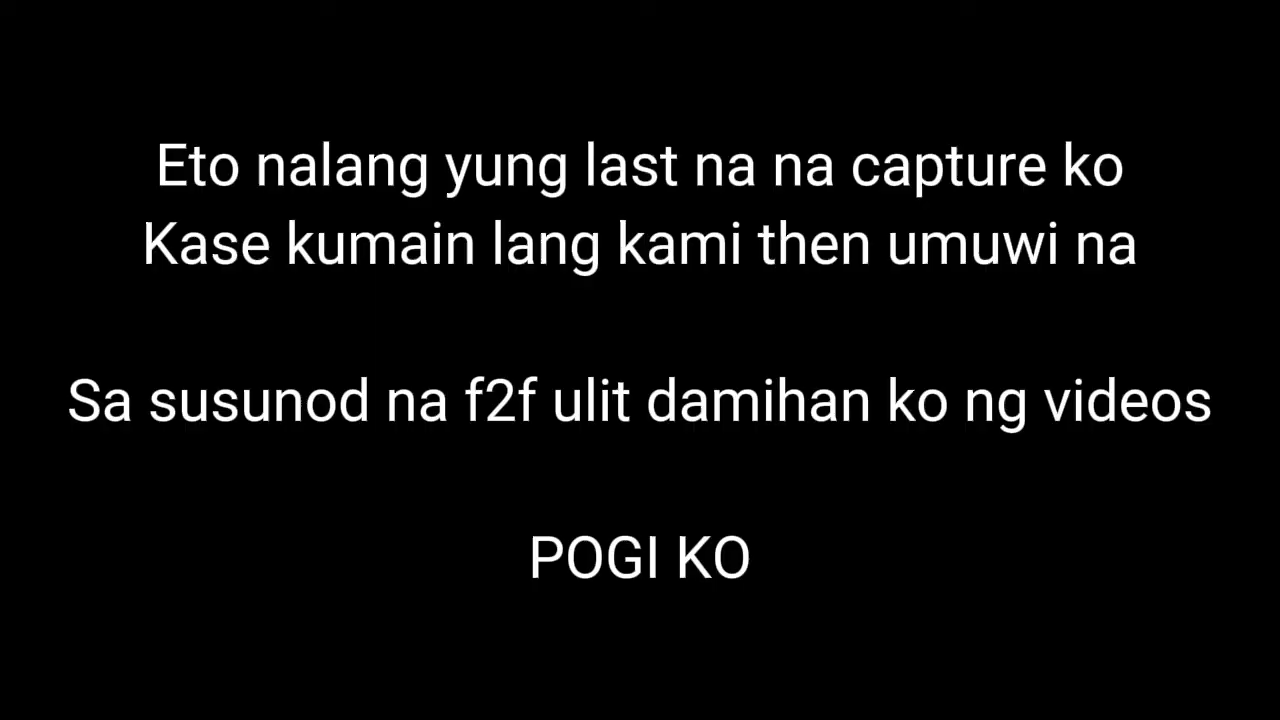 Eto nalang yung last na na capture ko
Kase kumain lang kami then umuwi na
Sa susunod na f2f ulit damihan ko ng videos
POGI KO